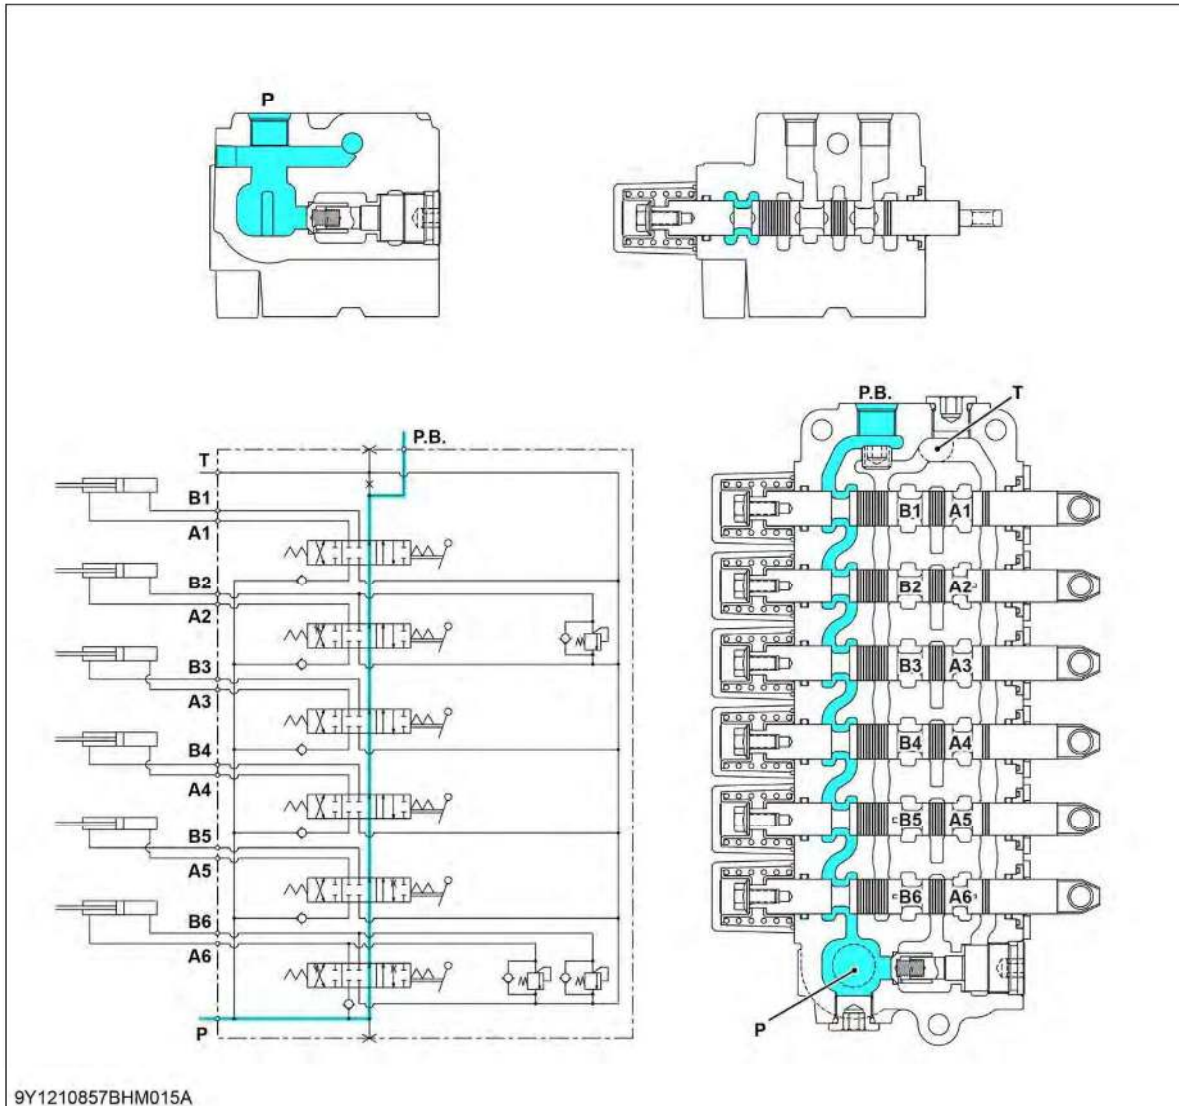 P
P.B.
T
B1
A1
B2
A2
B3
A3
B4
A4
B5
A5
B6
A6
P
P.B.
T
B1 A1
B2 A2
B3 A3
B4 A4
B5 A5
B6 A6
P
9Y1210857BHM015A